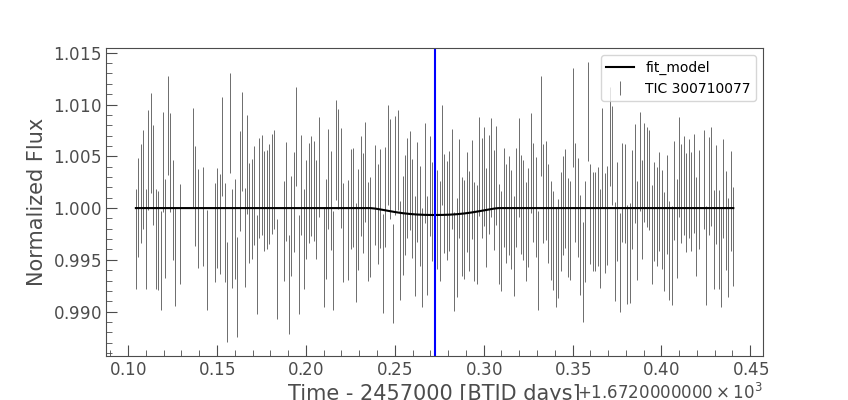 1.015
1.010
1.005
1.000
0.995
0.990
Normalized Flux
fit_model
TIC 300710077
0.10 0.15 0.20 0.25 0.30 0.35 0.40 0.45
Time - 2457000 [BTJD days]
+1.6720000000 × 10³